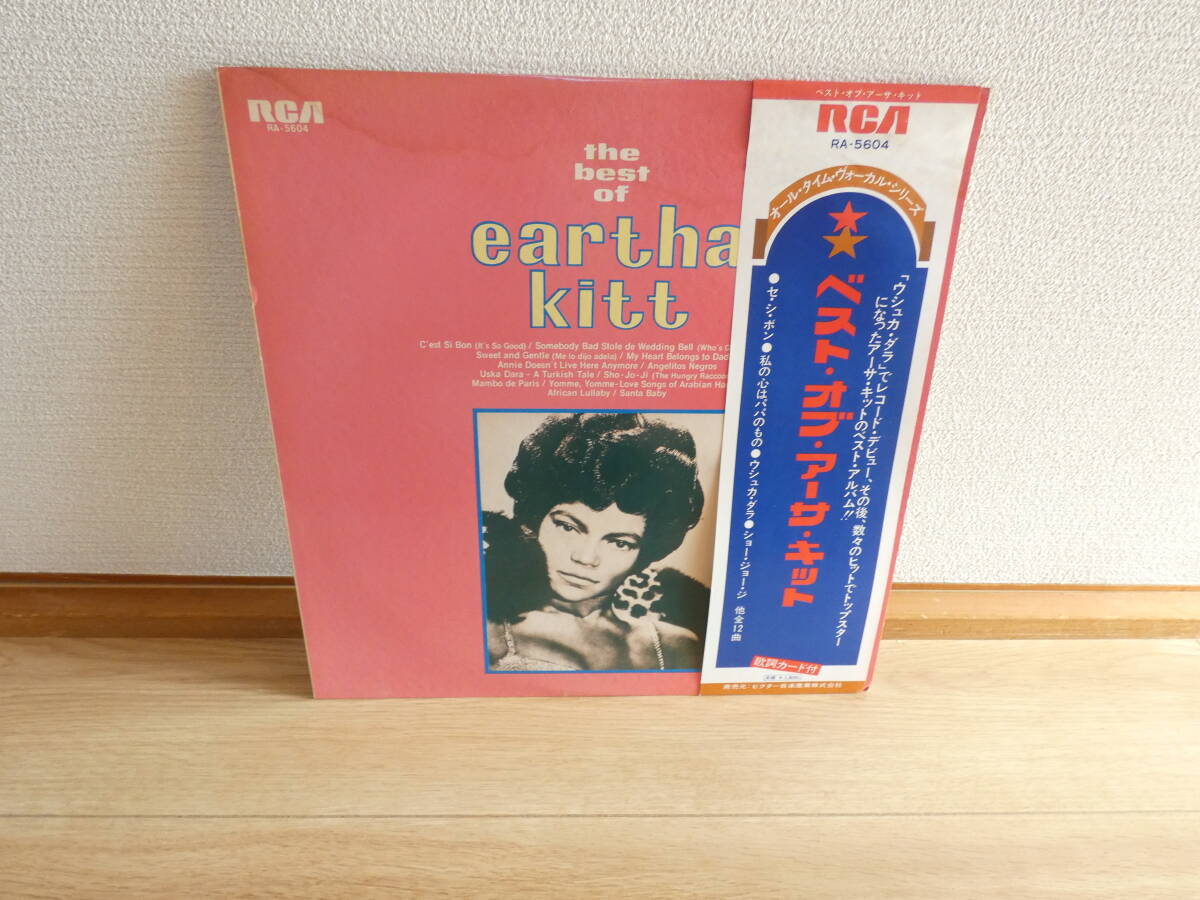 RCA
RA-5604
the
best
of
eartha
kitt
C'est Si Bon (It's So Good) / Somebody Bad Stole de Wedding Bell (Who's
Sweet and Gentle (Me lo dijo adela) / My Heart Belongs to Dad
Annie Doesn't Live Here Anymore / Angelitos Negros
Uska Dara - A Turkish Tale / Sho-Jo-Ji (The Hungry Raccoon
Mambo de Paris / Yomme, Yomme-Love Songs of Arabian
African Lullaby / Santa Baby
ベスト・オブ・アーサ・キット
RCA
RA-5604
オール・タイム・ヴォーカル・シリーズ
「ウシュカ・ダラ」でレコード・デビュー、その後、数々のヒットでトップスター
になったアーサ・キットのベスト・アルバム!!
ベスト・オブ・アーサ・キット
●セ・シ・ボン●私の心はパパのもの●ウシュカ・ダラ●ショー・ジョー・ジ 他全12曲
歌詞カード付
発売元:ビクター音楽産業株式会社